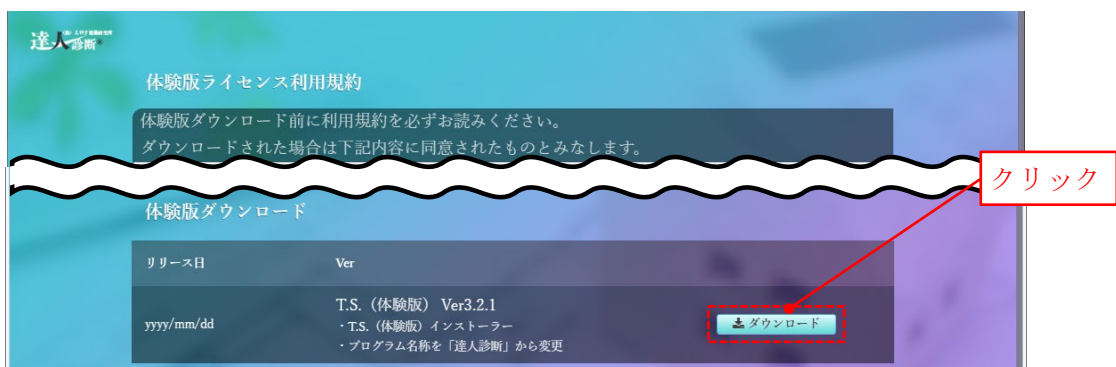 達人診断®
体験版ライセンス利用規約
体験版ダウンロード前に利用規約を必ずお読みください。
ダウンロードされた場合は下記内容に同意されたものとみなします。
クリック
体験版ダウンロード
リリース日 Ver
T.S.（体験版） Ver3.2.1
yyyy/mm/dd ・T.S.（体験版）インストーラー ダウンロード
・プログラム名称を「達人診断」から変更